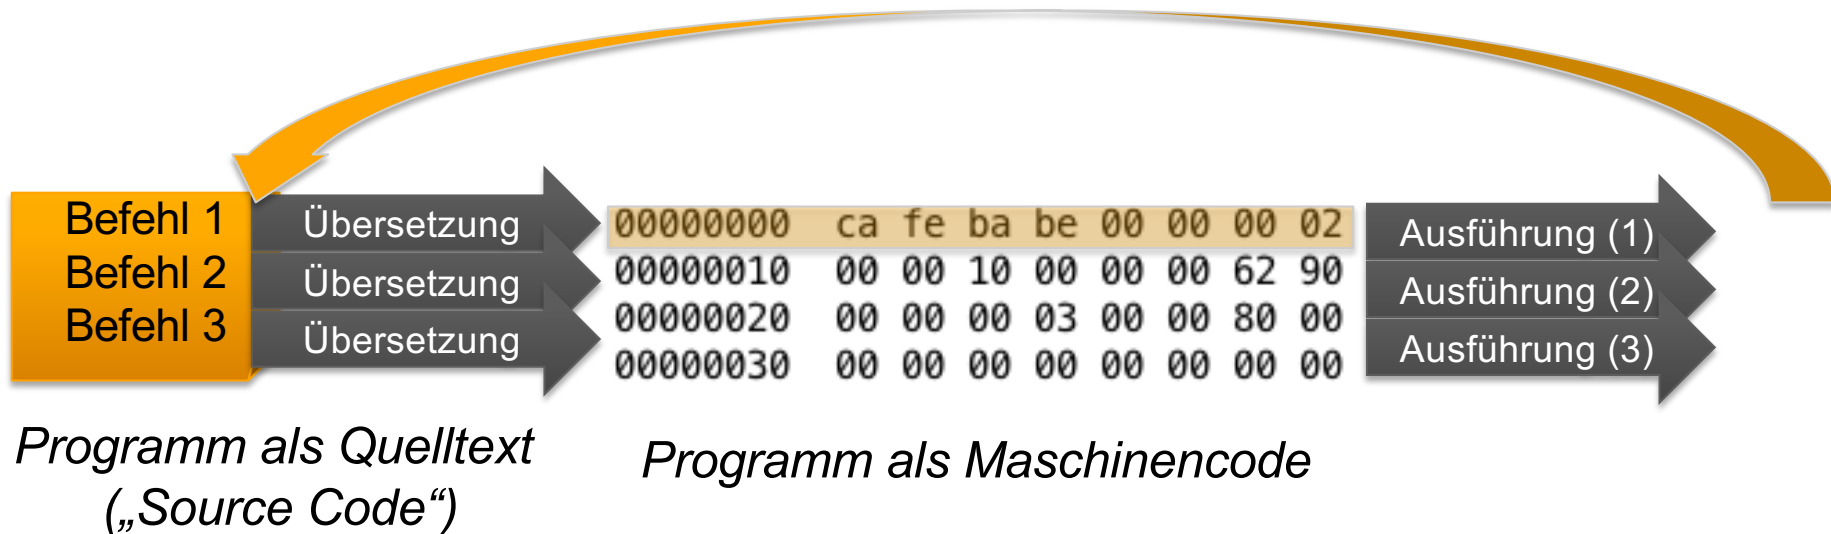 Befehl 1
Befehl 2
Befehl 3
Übersetzung
Übersetzung
Übersetzung
00000000 ca fe ba be 00 00 00 02
00000010 00 00 10 00 00 00 62 90
00000020 00 00 00 03 00 00 80 00
00000030 00 00 00 00 00 00 00 00
Ausführung (1)
Ausführung (2)
Ausführung (3)
Programm als Quelltext
(„Source Code“)
Programm als Maschinencode